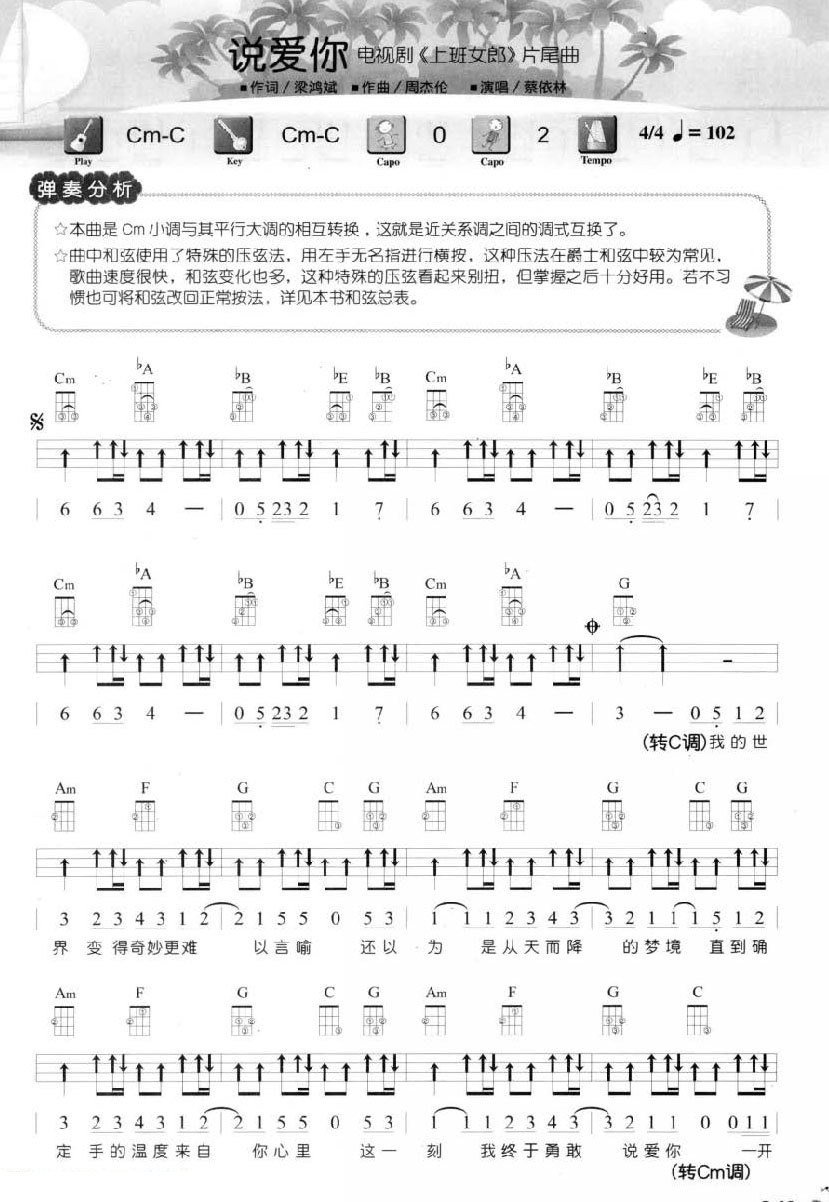 说爱你 电视剧《上班女郎》片尾曲
■作词/梁鸿斌 ■作曲/周杰伦 ■演唱/蔡依林
Cm-C Cm-C 0 2 4/4 ♩= 102
Play Key Capo Capo Tempo
弹奏分析
☆本曲是 Cm 小调与其平行大调的相互转换，这就是近关系调之间的调式互换了。
☆曲中和弦使用了特殊的压弦法，用左手无名指进行横按，这种压法在爵士和弦中较为常见，
歌曲速度很快，和弦变化也多，这种特殊的压弦看起来别扭，但掌握之后十分好用。若不习
惯也可将和弦改回正常按法，详见本书和弦总表。
Cm ♭A ♭B ♭E ♭B Cm ♭A ♭B ♭E ♭B
| 6 6 3 4 — | 0 5 2 3 2 1 7 | 6 6 3 4 — | 0 5 2 3 2 1 7 |
Cm ♭A ♭B ♭E ♭B Cm ♭A G
| 6 6 3 4 — | 0 5 2 3 2 1 7 | 6 6 3 4 — | 3 — 0 5 1 2 |
(转C调)我的世
Am F G C G Am F G C G
| 3 2 3 4 3 1 2 | 2 1 5 5 0 5 3 | 1 1 1 2 3 4 3 | 3 2 1 1 1 5 1 2 |
界 变得奇妙更难 以言喻 还以 为 是从天而降 的梦境 直到确
Am F G C G Am F G C
| 3 2 3 4 3 1 2 | 2 1 5 5 0 5 3 | 1 1 1 2 3 4 3 | 3 2 1 1 0 0 1 1 |
定 手的温度来自 你心里 这一 刻 我终于勇敢 说爱你 一开
(转Cm调)